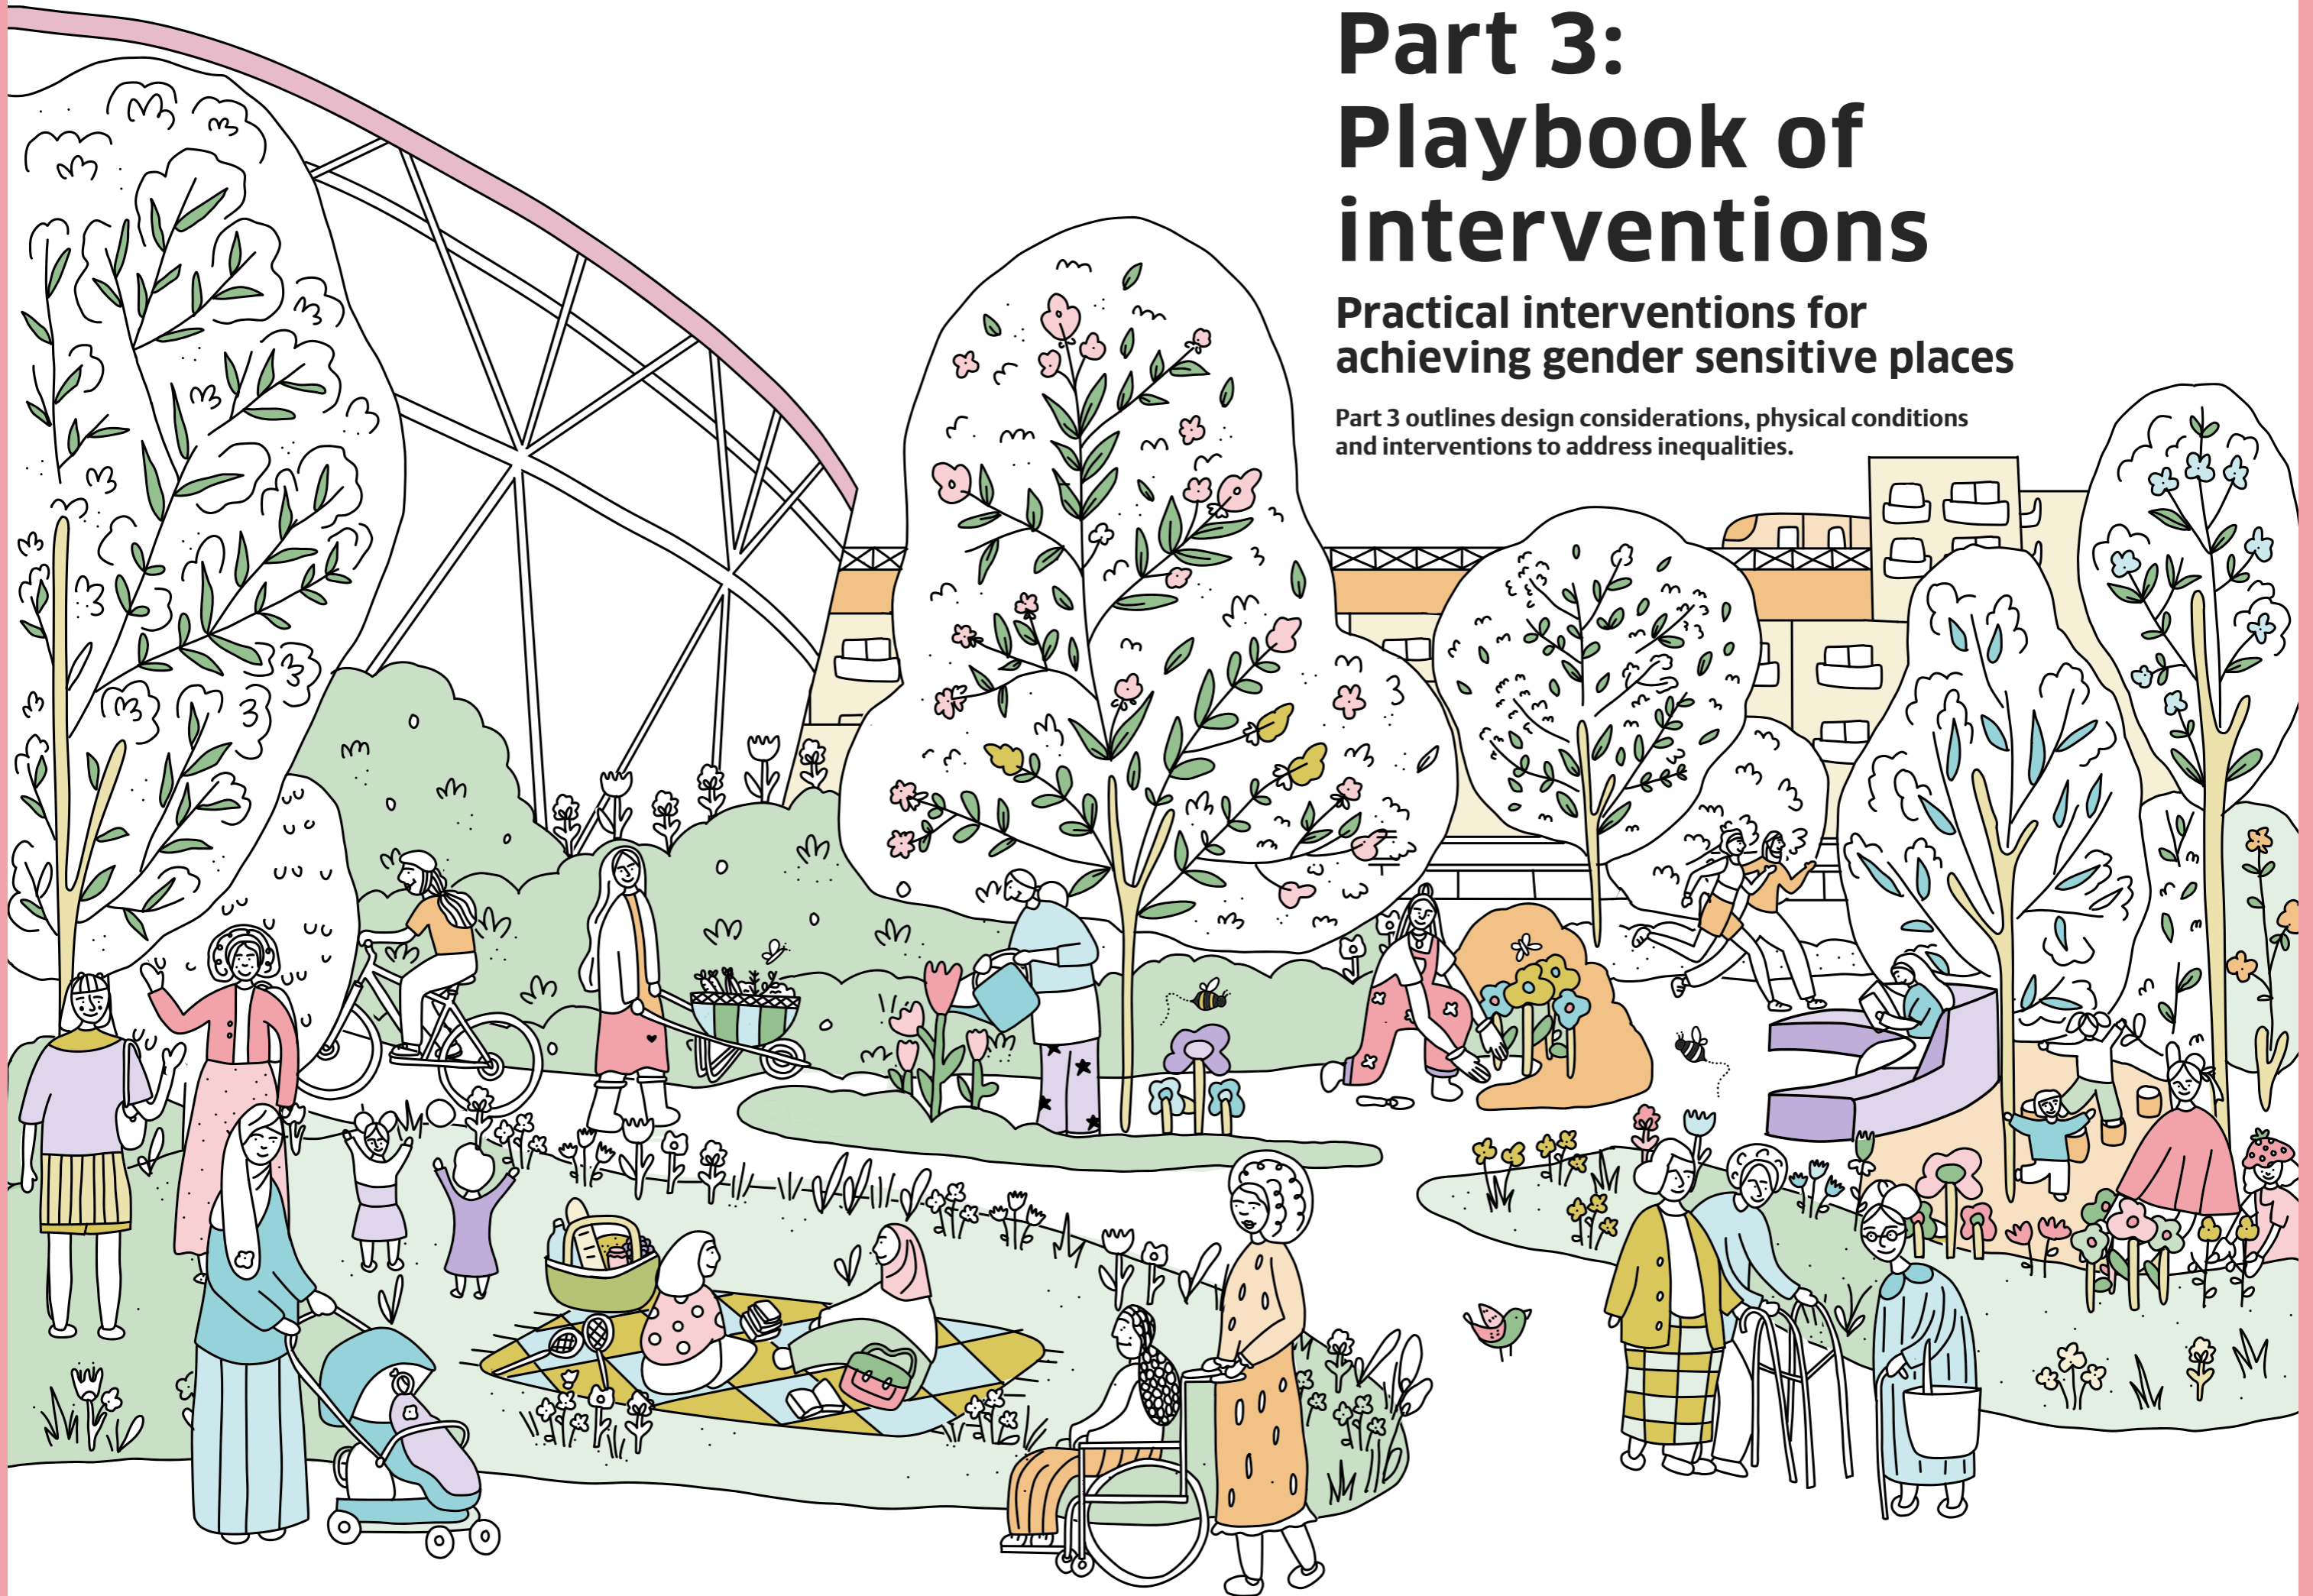 Part 3:
Playbook of
interventions
Practical interventions for
achieving gender sensitive places
Part 3 outlines design considerations, physical conditions
and interventions to address inequalities.